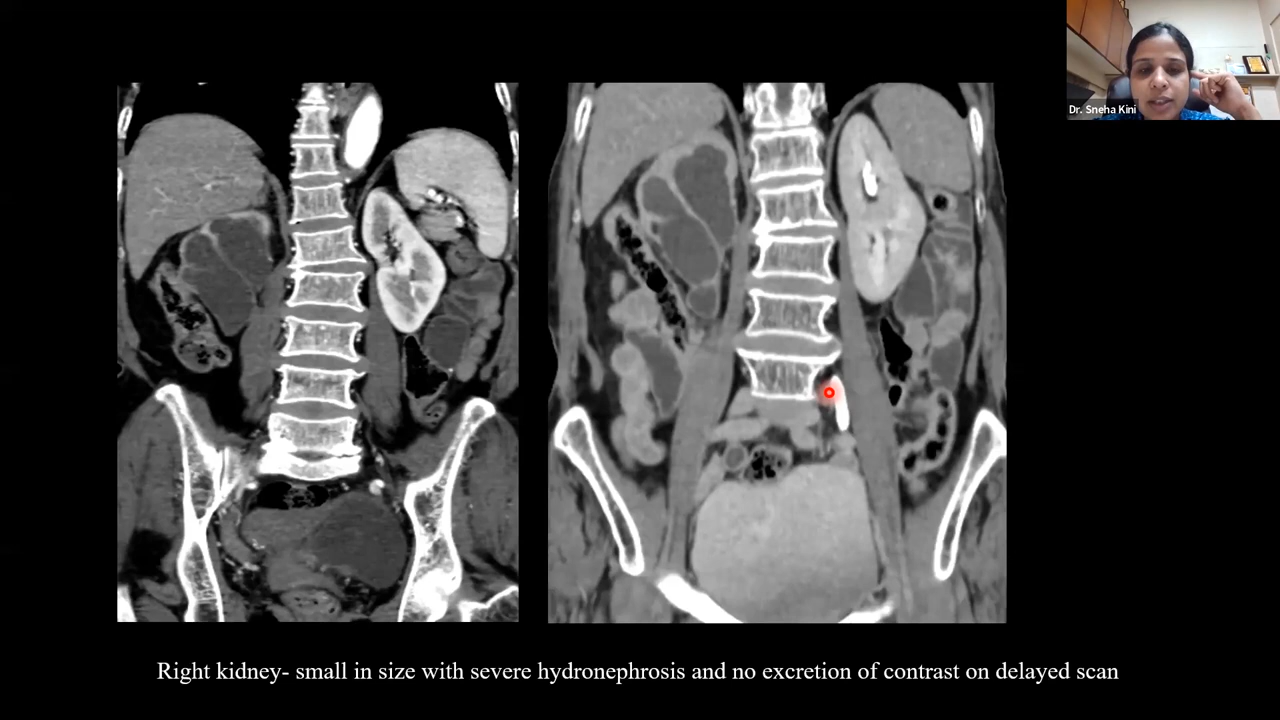 Dr. Sneha Kini
Right kidney- small in size with severe hydronephrosis and no excretion of contrast on delayed scan